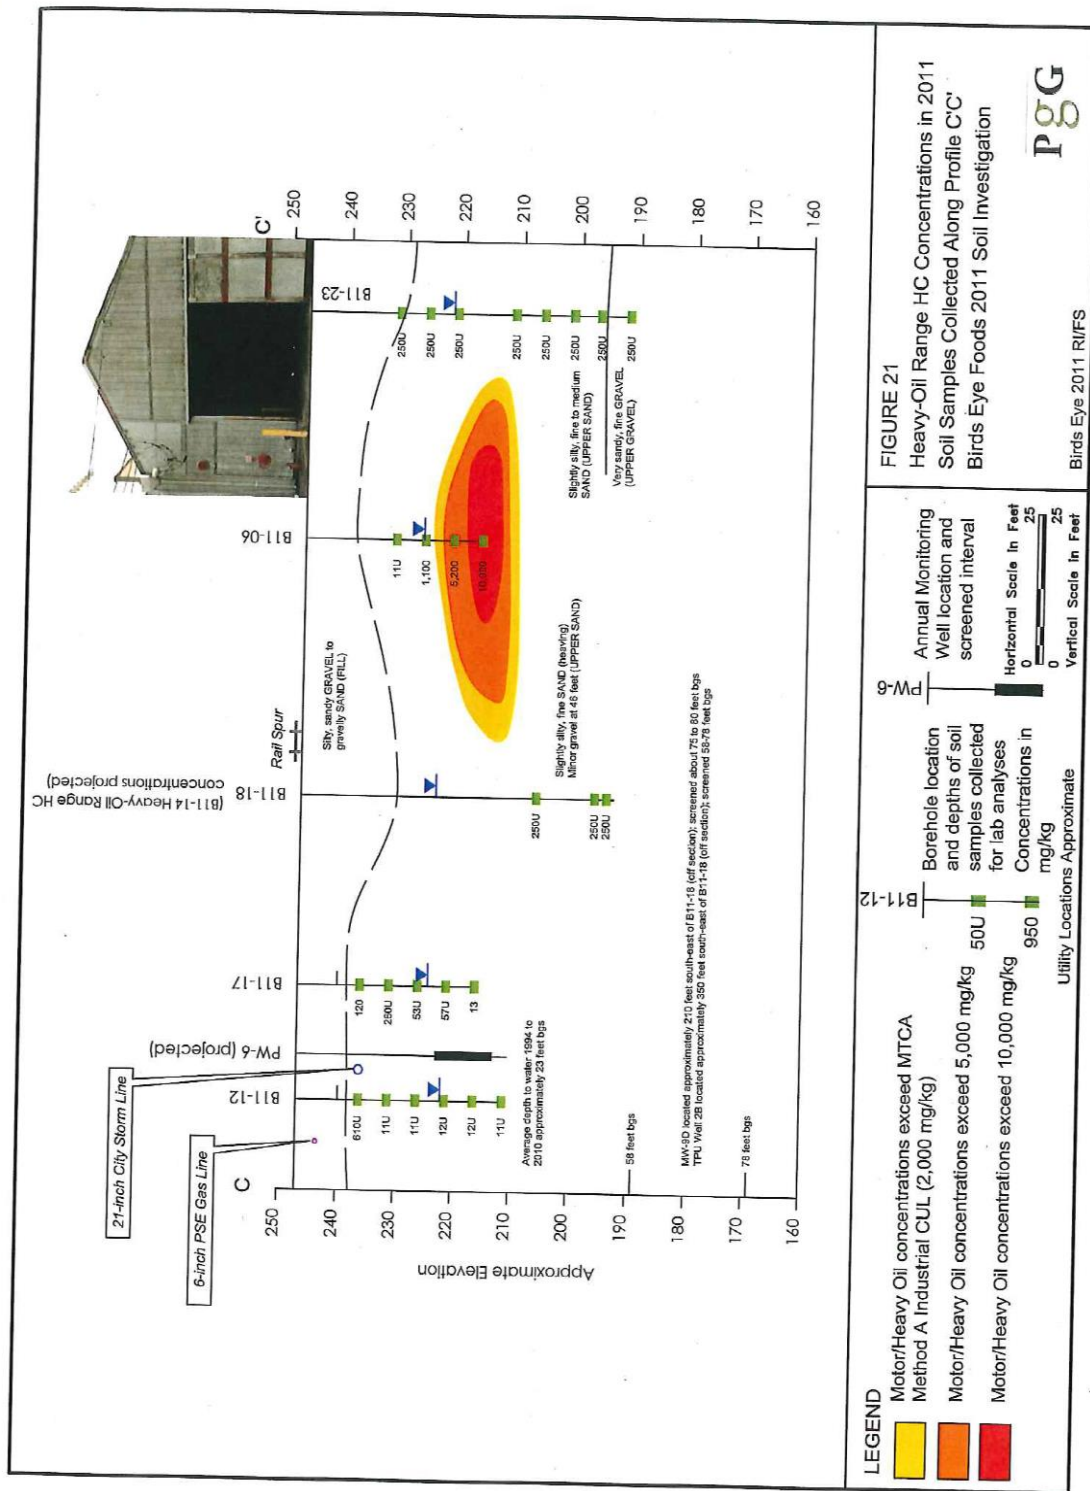 21-inch City Storm Line
6-inch PSE Gas Line
C
C'
B11-12
PW-6 (projected)
B11-17
B11-18
(B11-14 Heavy-Oil Range HC
concentrations projected)
Rail Spur
B11-06
B11-23
250
240
230
220
210
200
190
180
170
160
Approximate Elevation
250
240
230
220
210
200
190
180
170
160
Silty, sandy GRAVEL to
gravelly SAND (FILL)
610U
11U
11U
12U
12U
11U
120
280U
53U
57U
13
250U
250U
250U
11U
1,100
5,200
250U
250U
250U
250U
250U
250U
250U
250U
Average depth to water 1994 to
2010 approximately 23 feet bgs
Slightly silty, fine SAND (heaving)
Minor gravel at 46 feet (UPPER SAND)
Slightly silty, fine to medium
SAND (UPPER SAND)
Very sandy, fine GRAVEL
(UPPER GRAVEL)
58 feet bgs
MW-9D located approximately 210 feet south-east of B11-18 (off section); screened about 75 to 80 feet bgs
TPU Well 2B located approximately 350 feet south-east of B11-18 (off section); screened 58-78 feet bgs
78 feet bgs
LEGEND
Motor/Heavy Oil concentrations exceed MTCA
Method A Industrial CUL (2,000 mg/kg)
Motor/Heavy Oil concentrations exceed 5,000 mg/kg
Motor/Heavy Oil concentrations exceed 10,000 mg/kg
B11-12
50U
950
Borehole location
and depths of soil
samples collected
for lab analyses
Concentrations in
mg/kg
Utility Locations Approximate
PW-6
Annual Monitoring
Well location and
screened interval
Horizontal Scale In Feet
0 25
0 25
Vertical Scale In Feet
FIGURE 21
Heavy-Oil Range HC Concentrations in 2011
Soil Samples Collected Along Profile C'C'
Birds Eye Foods 2011 Soil Investigation
Birds Eye 2011 RI/FS
PgG